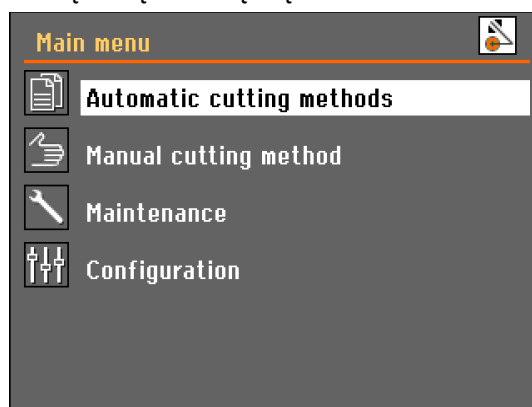 Main menu
Automatic cutting methods
Manual cutting method
Maintenance
Configuration